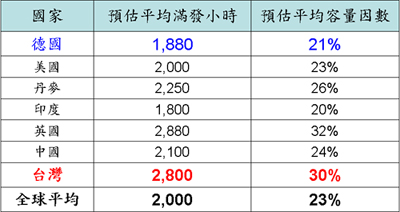 國家 預估平均滿發小時 預估平均容量因數
德國 1,880 21%
美國 2,000 23%
丹麥 2,250 26%
印度 1,800 20%
英國 2,880 32%
中國 2,100 24%
台灣 2,800 30%
全球平均 2,000 23%